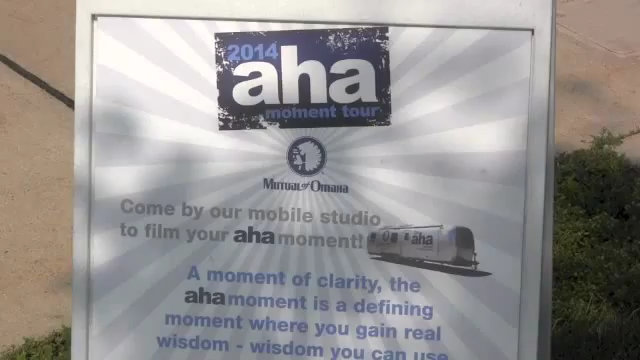 2014
aha
moment tour
Mutual of Omaha
Come by our mobile studio
to film your aha moment!
aha
A moment of clarity, the
aha moment is a defining
moment where you gain real
wisdom - wisdom you can use